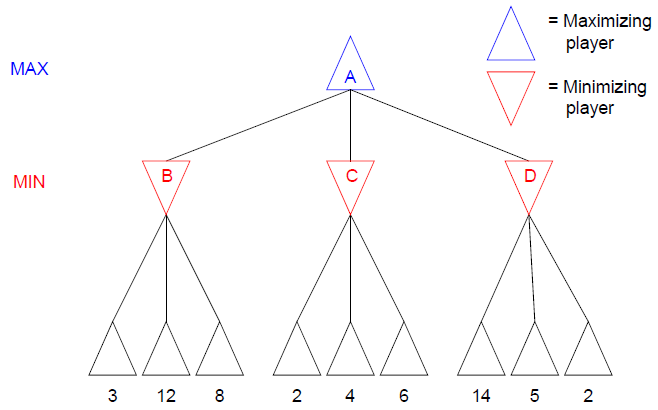 = Maximizing
player
MAX
A
= Minimizing
player
MIN
B
C
D
3 12 8 2 4 6 14 5 2